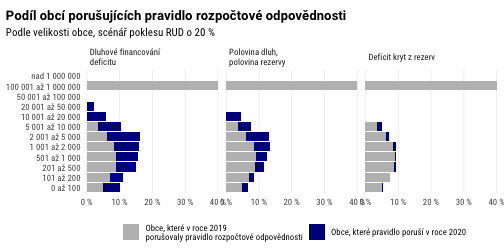 Podíl obcí porušujících pravidlo rozpočtové odpovědnosti
Podle velikosti obce, scénář poklesu RUD o 20 %
Dluhové financování
deficitu
Polovina dluh,
polovina rezervy
Deficit kryt z rezerv
nad 1 000 000
100 001 až 1 000 000
50 001 až 100 000
20 001 až 50 000
10 001 až 20 000
5 001 až 10 000
2 001 až 5 000
1 001 až 2 000
501 až 1 000
201 až 500
101 až 200
0 až 100
0 % 10 % 20 % 30 % 40 %
0 % 10 % 20 % 30 % 40 %
0 % 10 % 20 % 30 % 40 %
Obce, které v roce 2019
porušovaly pravidlo rozpočtové odpovědnosti
Obce, které pravidlo poruší v roce 2020